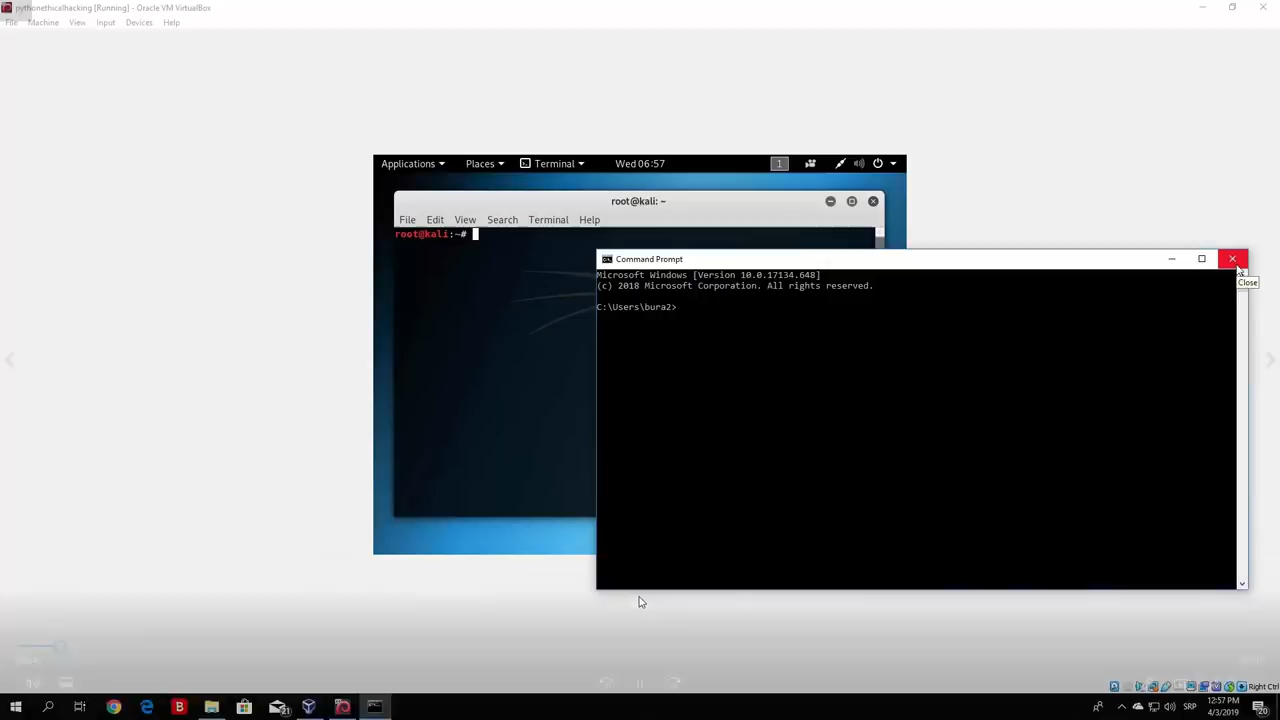 pythonethicalhacking [Running] - Oracle VM VirtualBox
File Machine View Input Devices Help
Applications Places Terminal Wed 06:57 1
root@kali: ~
File Edit View Search Terminal Help
root@kali:~#
Command Prompt
Microsoft Windows [Version 10.0.17134.648]
(c) 2018 Microsoft Corporation. All rights reserved.
C:\Users\bura2>
Close
Right Ctrl
SRP
12:57 PM
4/3/2019
20